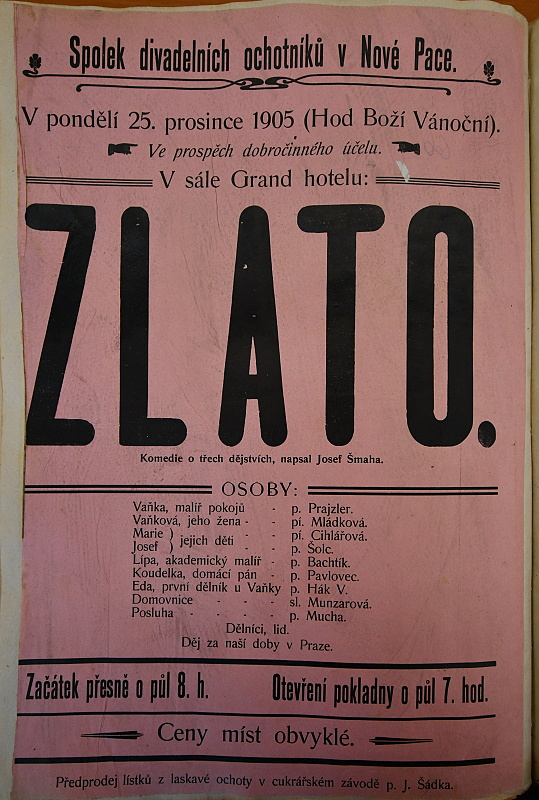 Spolek divadelních ochotníků v Nové Pace.
V pondělí 25. prosince 1905 (Hod Boží Vánoční).
Ve prospěch dobročinného účelu.
V sále Grand hotelu:
ZLATO.
Komedie o třech dějstvích, napsal Josef Šmaha.
OSOBY:
Vaňka, malíř pokojů - p. Prajzler.
Vaňková, jeho žena - - pí. Mládková.
Marie } jejich děti - - pí. Cihlářová.
Josef } - - p. Šolc.
Lípa, akademický malíř - p. Bachtík.
Koudelka, domácí pán - p. Pavlovec.
Eda, první dělník u Vaňky p. Hák V.
Domovnice - - - sl. Munzarová.
Posluha - - - - p. Mucha.
Dělníci, lid.
Děj za naší doby v Praze.
Začátek přesně o půl 8. h. Otevření pokladny o půl 7. hod.
Ceny míst obvyklé.
Předprodej lístků z laskavé ochoty v cukrářském závodě p. J. Šádka.